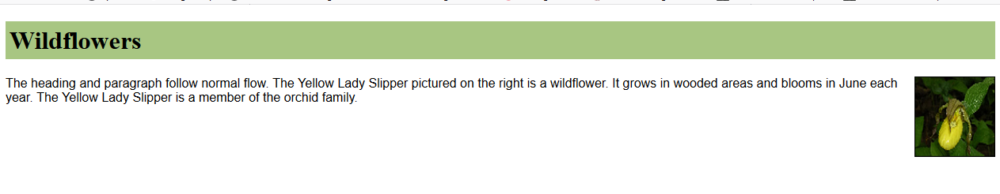 Wildflowers
The heading and paragraph follow normal flow. The Yellow Lady Slipper pictured on the right is a wildflower. It grows in wooded areas and blooms in June each
year. The Yellow Lady Slipper is a member of the orchid family.